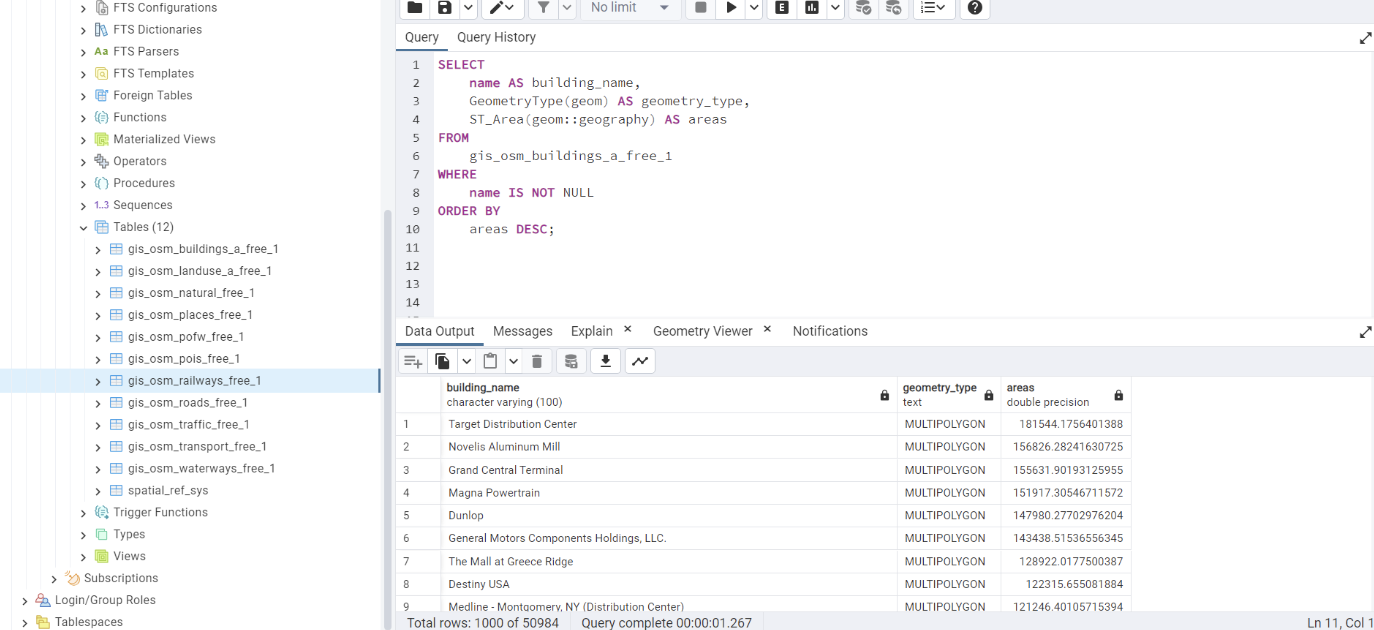 FTS Configurations
FTS Dictionaries
Aa FTS Parsers
FTS Templates
Foreign Tables
Functions
Materialized Views
Operators
Procedures
1..3 Sequences
Tables (12)
gis_osm_buildings_a_free_1
gis_osm_landuse_a_free_1
gis_osm_natural_free_1
gis_osm_places_free_1
gis_osm_pofw_free_1
gis_osm_pois_free_1
gis_osm_railways_free_1
gis_osm_roads_free_1
gis_osm_traffic_free_1
gis_osm_transport_free_1
gis_osm_waterways_free_1
spatial_ref_sys
Trigger Functions
Types
Views
Subscriptions
Login/Group Roles
Tablespaces
No limit E
Query Query History
1 SELECT
2 name AS building_name,
3 GeometryType(geom) AS geometry_type,
4 ST_Area(geom::geography) AS areas
5 FROM
6 gis_osm_buildings_a_free_1
7 WHERE
8 name IS NOT NULL
9 ORDER BY
10 areas DESC;
11
12
13
14
Data Output Messages Explain × Geometry Viewer × Notifications
building_name geometry_type areas
character varying (100) text double precision
1 Target Distribution Center MULTIPOLYGON 181544.1756401388
2 Novelis Aluminum Mill MULTIPOLYGON 156826.28241630725
3 Grand Central Terminal MULTIPOLYGON 155631.90193125955
4 Magna Powertrain MULTIPOLYGON 151917.30546711572
5 Dunlop MULTIPOLYGON 147980.27702976204
6 General Motors Components Holdings, LLC. MULTIPOLYGON 143438.51536556345
7 The Mall at Greece Ridge MULTIPOLYGON 128922.0177500387
8 Destiny USA MULTIPOLYGON 122315.655081884
9 Medline - Montgomery, NY (Distribution Center) MULTIPOLYGON 121246.40105715394
Total rows: 1000 of 50984 Query complete 00:00:01.267 Ln 11, Col 1